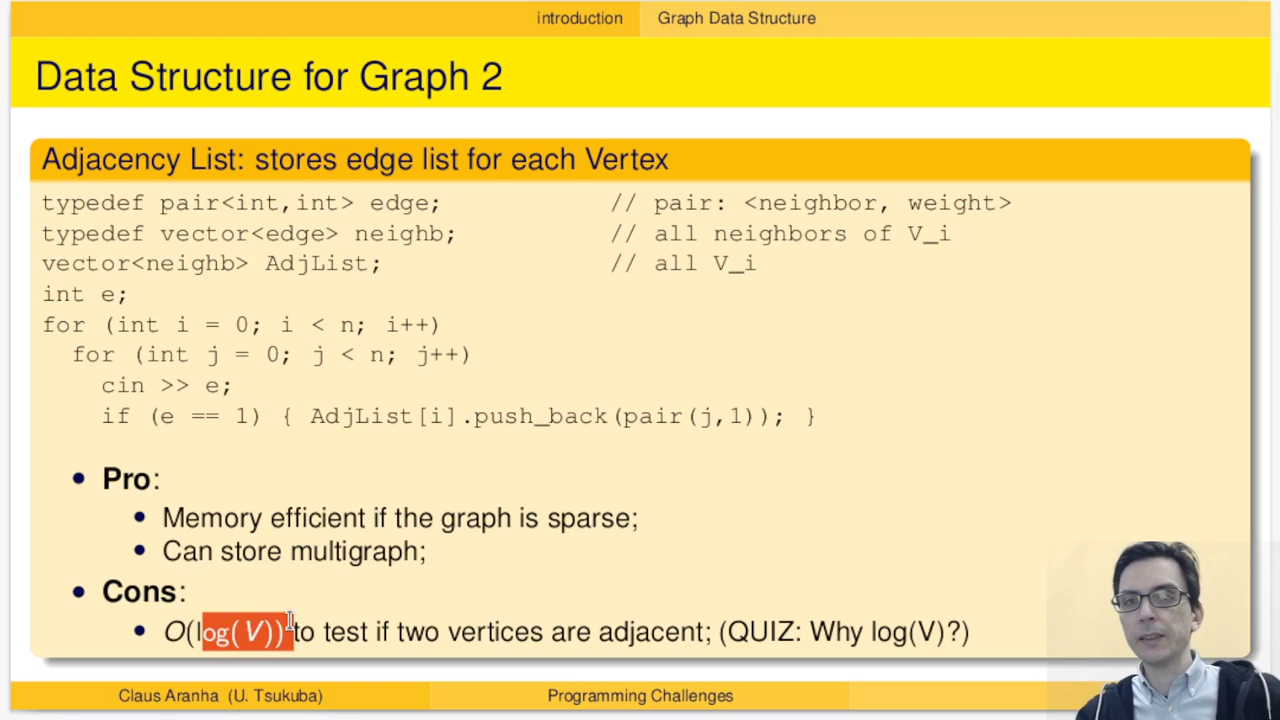 introduction Graph Data Structure
Data Structure for Graph 2
Adjacency List: stores edge list for each Vertex
typedef pair<int,int> edge; // pair: <neighbor, weight>
typedef vector<edge> neighb; // all neighbors of V_i
vector<neighb> AdjList; // all V_i
int e;
for (int i = 0; i < n; i++)
for (int j = 0; j < n; j++)
cin >> e;
if (e == 1) { AdjList[i].push_back(pair(j,1)); }
• Pro:
• Memory efficient if the graph is sparse;
• Can store multigraph;
• Cons:
• O(log(V)) to test if two vertices are adjacent; (QUIZ: Why log(V)?)
Claus Aranha (U. Tsukuba) Programming Challenges